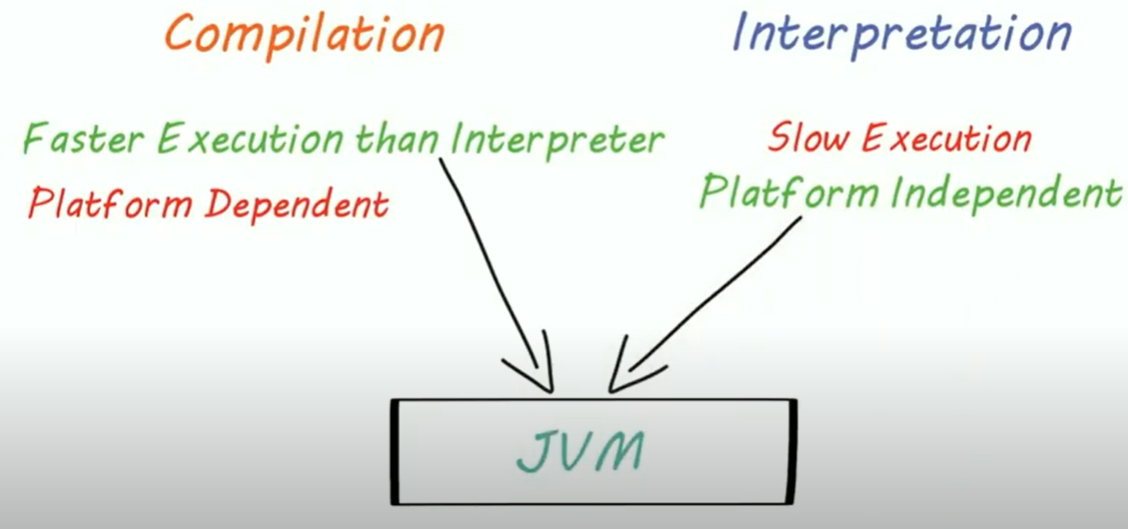 Compilation
Interpretation
Faster Execution than Interpreter
Slow Execution
Platform Dependent
Platform Independent
JVM